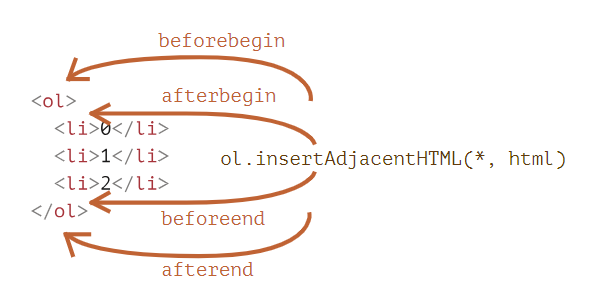 beforebegin
<ol>
afterbegin
<li>0</li>
<li>1</li>
ol.insertAdjacentHTML(*, html)
<li>2</li>
</ol>
beforeend
afterend